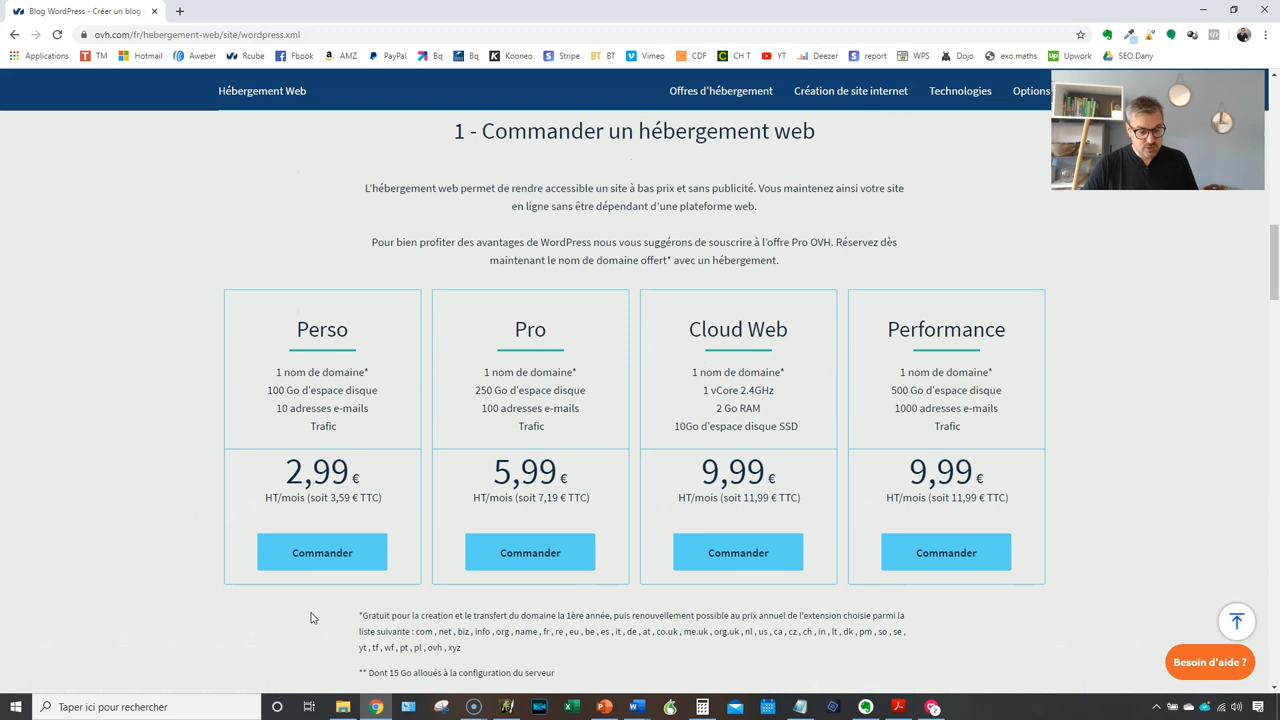 Blog WordPress - Créer un blog
ovh.com/fr/hebergement-web/site/wordpress.xml
Applications TM Hotmail Aweber Rcube Fbook AMZ PayPal Bq Bq Kooneo Stripe BT Vimeo CDF CH T YT Deezer report WPS Dojo exo maths Upwork SEO Dany
Hébergement Web Offres d'hébergement Création de site internet Technologies Options
1 - Commander un hébergement web
L'hébergement web permet de rendre accessible un site à bas prix et sans publicité. Vous maintenez ainsi votre site
en ligne sans être dépendant d'une plateforme web.
Pour bien profiter des avantages de WordPress nous vous suggérons de souscrire à l'offre Pro OVH. Réservez dès
maintenant le nom de domaine offert* avec un hébergement.
Perso
1 nom de domaine*
100 Go d'espace disque
10 adresses e-mails
Trafic
2,99 €
HT/mois (soit 3,59 € TTC)
Commander
Pro
1 nom de domaine*
250 Go d'espace disque
100 adresses e-mails
Trafic
5,99 €
HT/mois (soit 7,19 € TTC)
Commander
Cloud Web
1 nom de domaine*
1 vCore 2.4GHz
2 Go RAM
10Go d'espace disque SSD
9,99 €
HT/mois (soit 11,99 € TTC)
Commander
Performance
1 nom de domaine*
500 Go d'espace disque
1000 adresses e-mails
Trafic
9,99 €
HT/mois (soit 11,99 € TTC)
Commander
*Gratuit pour la creation et le transfert du domaine la 1ère année, puis renouvellement possible au prix annuel de l'extension choisie parmi la
liste suivante : com , net , biz , info , org , name , fr , re , eu , be , es , it , de , at , co.uk , me.uk , org.uk , nl , us , ca , cz , ch , in , lt , dk , pm , so , se ,
yt , tf , wf , pt , pl , ovh , xyz
** Dont 15 Go alloués à la configuration du serveur
Besoin d'aide ?
Taper ici pour rechercher